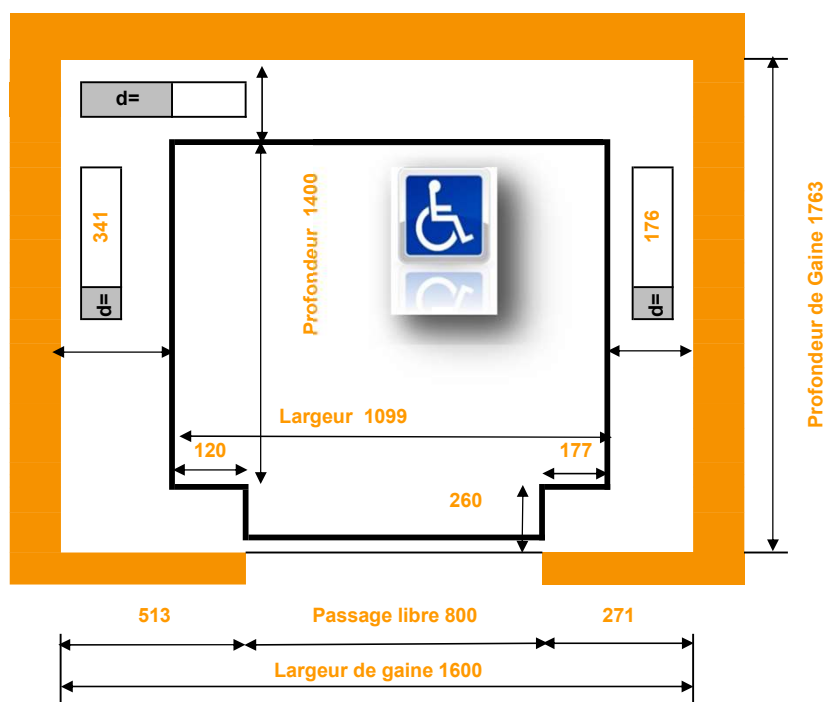 d=
Profondeur 1400
341
d=
176
d=
Profondeur de Gaine 1763
Largeur 1099
120
177
260
513
Passage libre 800
271
Largeur de gaine 1600